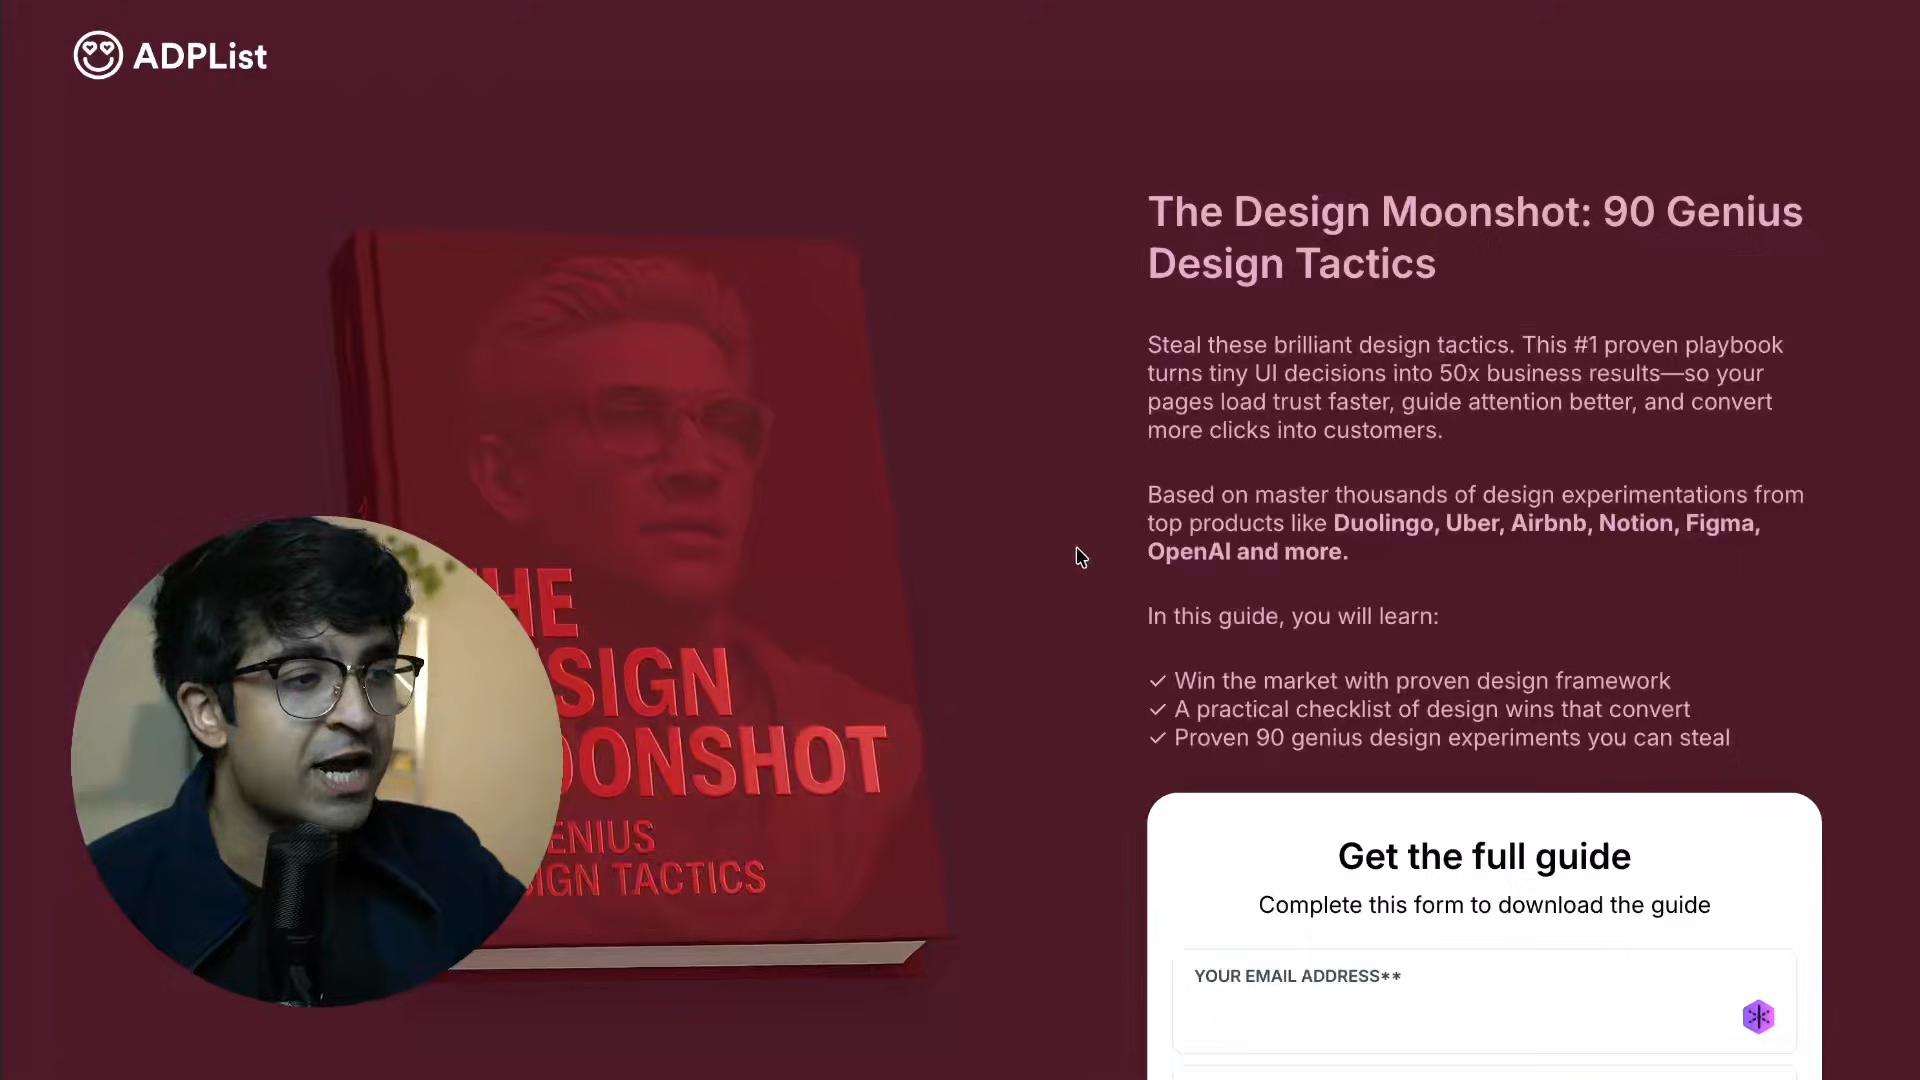 ADPList
The Design Moonshot: 90 Genius
Design Tactics
Steal these brilliant design tactics. This #1 proven playbook
turns tiny UI decisions into 50x business results—so your
pages load trust faster, guide attention better, and convert
more clicks into customers.
Based on master thousands of design experimentations from
top products like Duolingo, Uber, Airbnb, Notion, Figma,
OpenAI and more.
In this guide, you will learn:
✓ Win the market with proven design framework
✓ A practical checklist of design wins that convert
✓ Proven 90 genius design experiments you can steal
Get the full guide
Complete this form to download the guide
YOUR EMAIL ADDRESS**
HE
SIGN
OONSHOT
ENIUS
IGN TACTICS